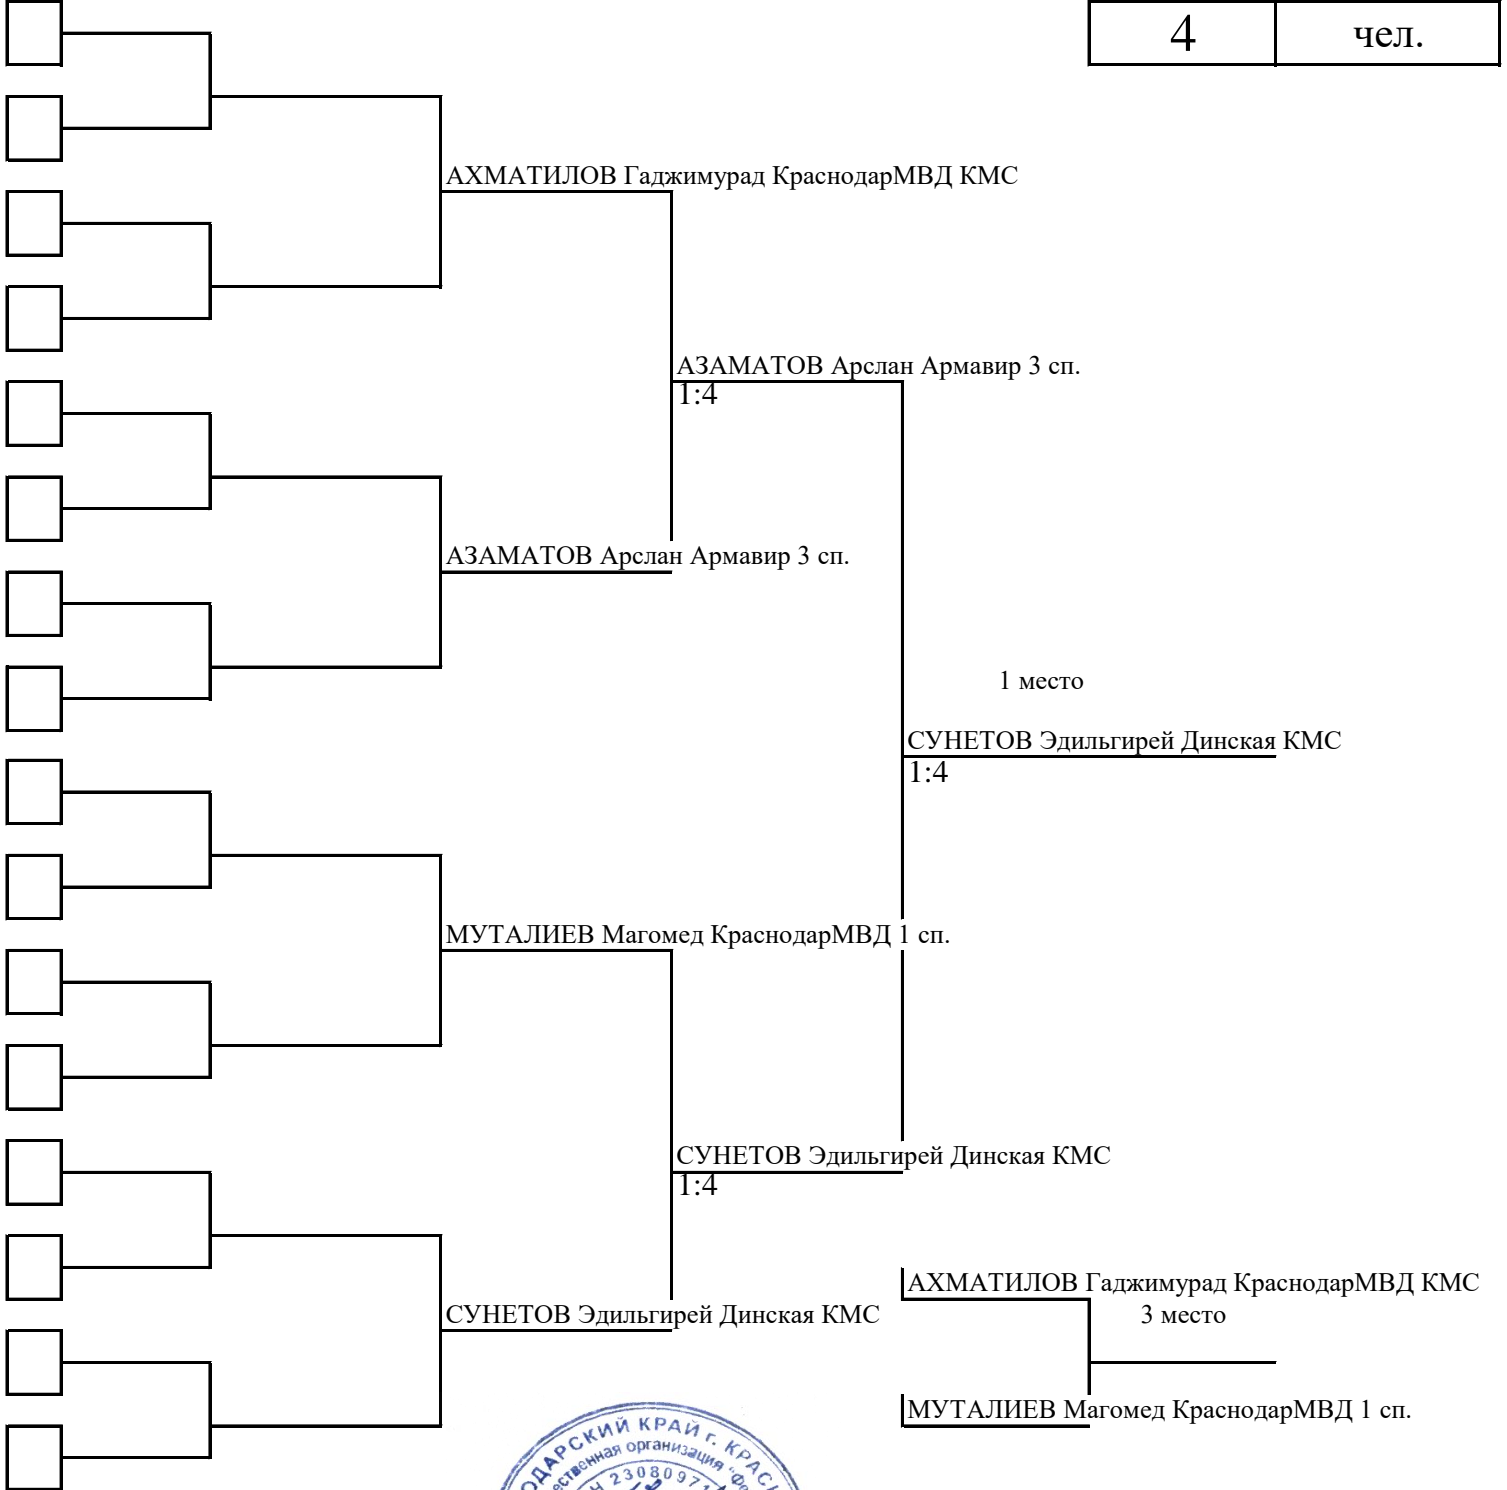 4 чел.
АХМАТИЛОВ Гаджимурад КраснодарМВД КМС
АЗАМАТОВ Арслан Армавир 3 сп.
1:4
АЗАМАТОВ Арслан Армавир 3 сп.
1 место
СУНЕТОВ Эдильгирей Динская КМС
1:4
МУТАЛИЕВ Магомед КраснодарМВД 1 сп.
СУНЕТОВ Эдильгирей Динская КМС
1:4
АХМАТИЛОВ Гаджимурад КраснодарМВД КМС
СУНЕТОВ Эдильгирей Динская КМС
3 место
МУТАЛИЕВ Магомед КраснодарМВД 1 сп.
КРАЙ г.
организация